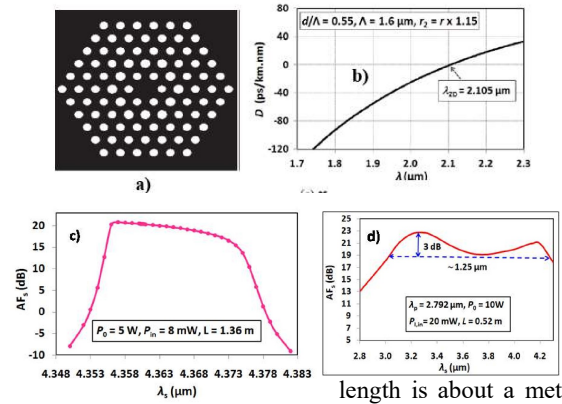 a)
d/Λ = 0.55, Λ = 1.6 μm, r2 = r x 1.15
b)
λZD = 2.105 μm
D (ps/km.nm)
40
0
-40
-80
-120
1.7 1.8 1.9 2.0 2.1 2.2 2.3
λ(μm)
c)
AFs (dB)
20
15
10
5
0
-5
-10
P0 = 5 W, Pin = 8 mW, L = 1.36 m
4.348 4.353 4.358 4.363 4.368 4.373 4.378 4.383
λs (μm)
d)
AFs (dB)
25
23
21
19
17
15
13
11
9
7
5
3 dB
~1.25 μm
λp = 2.792 μm, P0 = 10W
PI,in = 20 mW, L = 0.52 m
2.8 3.0 3.2 3.4 3.6 3.8 4.0 4.2
λs (μm)
length is about a met